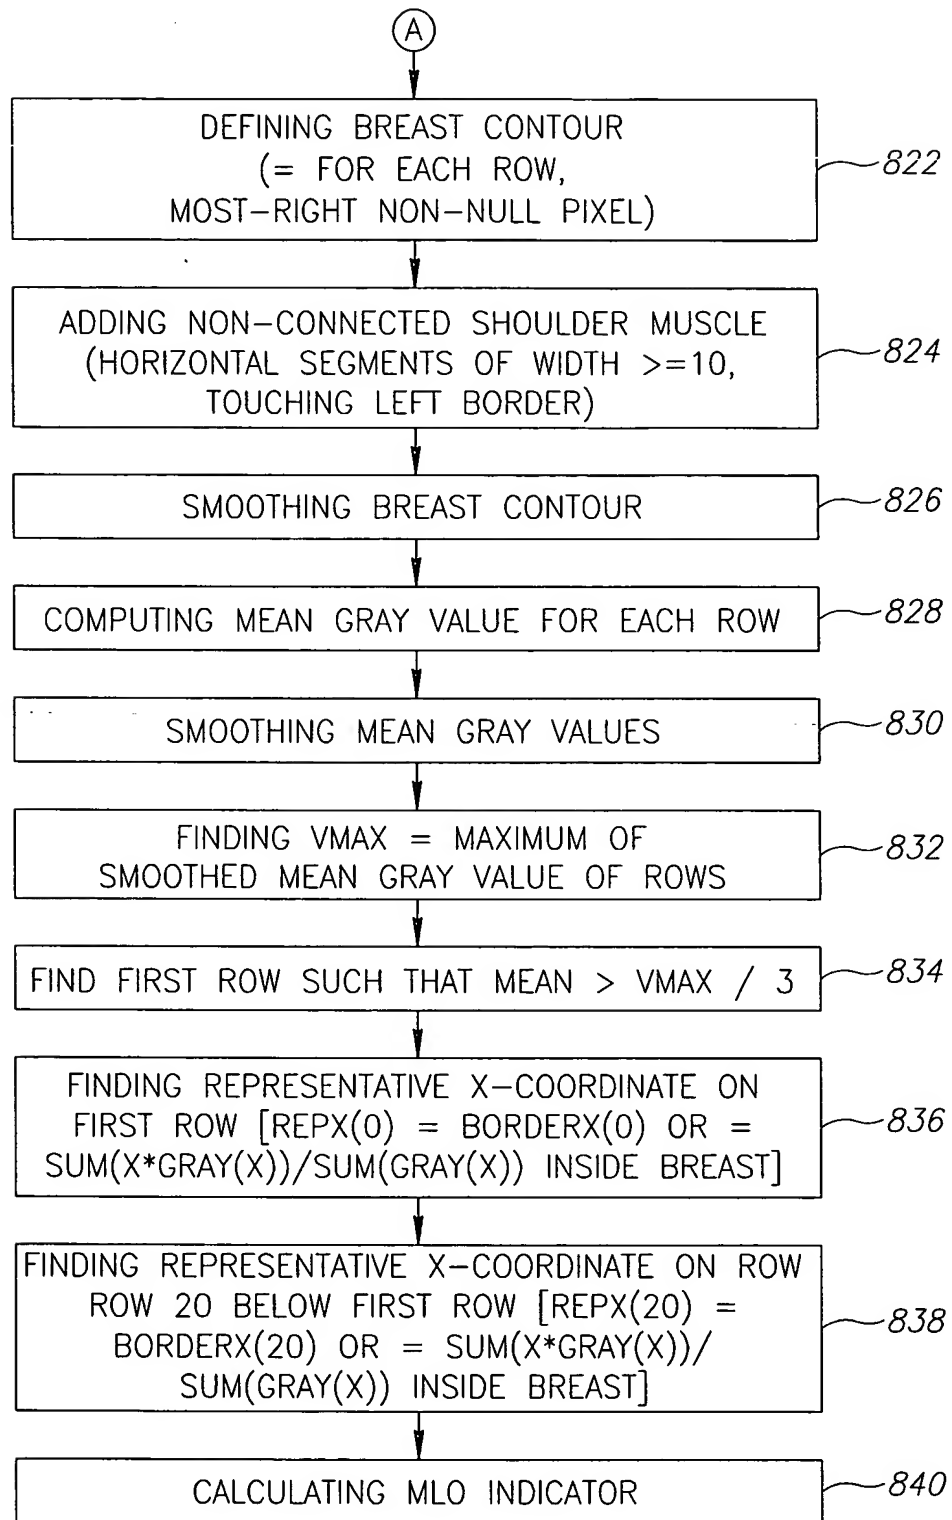 A
DEFINING BREAST CONTOUR
(= FOR EACH ROW,
MOST-RIGHT NON-NULL PIXEL)
822
ADDING NON-CONNECTED SHOULDER MUSCLE
(HORIZONTAL SEGMENTS OF WIDTH >=10,
TOUCHING LEFT BORDER)
824
SMOOTHING BREAST CONTOUR
826
COMPUTING MEAN GRAY VALUE FOR EACH ROW
828
SMOOTHING MEAN GRAY VALUES
830
FINDING VMAX = MAXIMUM OF
SMOOTHED MEAN GRAY VALUE OF ROWS
832
FIND FIRST ROW SUCH THAT MEAN > VMAX / 3
834
FINDING REPRESENTATIVE X-COORDINATE ON
FIRST ROW [REPX(0) = BORDERX(0) OR =
SUM(X*GRAY(X))/SUM(GRAY(X)) INSIDE BREAST]
836
FINDING REPRESENTATIVE X-COORDINATE ON ROW
ROW 20 BELOW FIRST ROW [REPX(20) =
BORDERX(20) OR = SUM(X*GRAY(X))/
SUM(GRAY(X)) INSIDE BREAST]
838
CALCULATING MLO INDICATOR
840